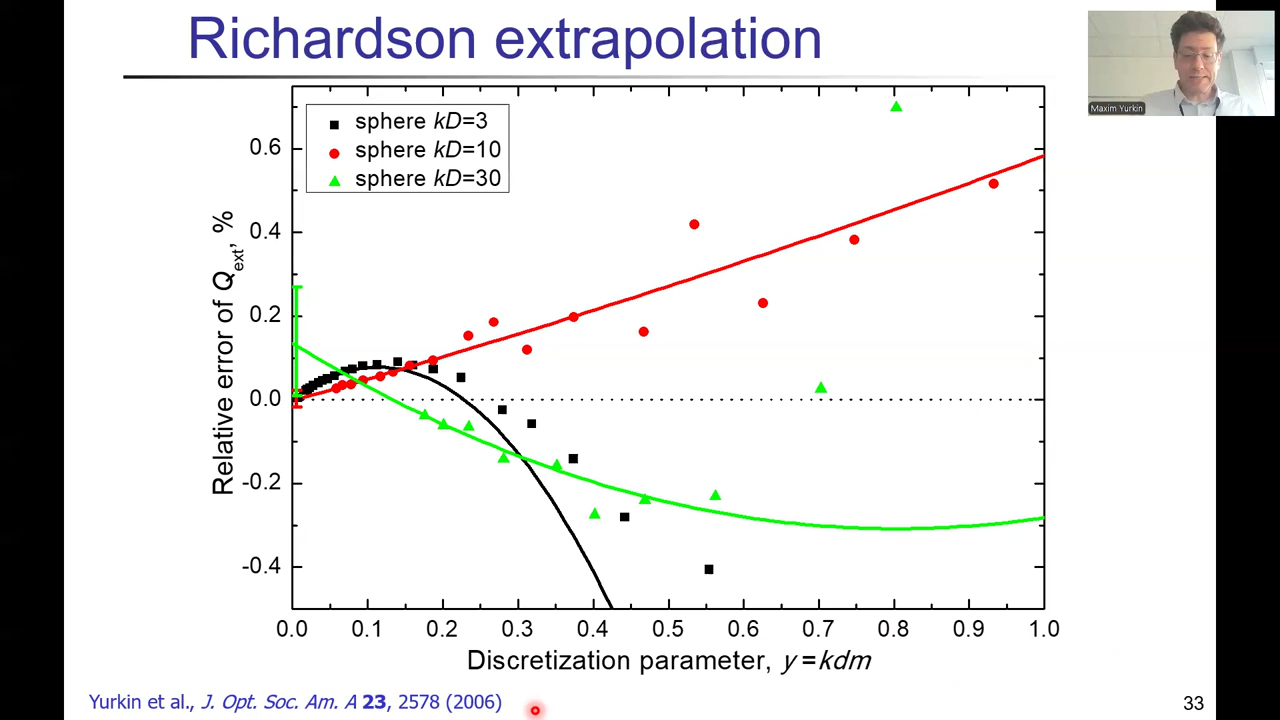 Richardson extrapolation
Maxim Yurkin
sphere kD=3
sphere kD=10
sphere kD=30
Relative error of Qext, %
0.6
0.4
0.2
0.0
-0.2
-0.4
0.0 0.1 0.2 0.3 0.4 0.5 0.6 0.7 0.8 0.9 1.0
Discretization parameter, y=kdm
Yurkin et al., J. Opt. Soc. Am. A 23, 2578 (2006)
33